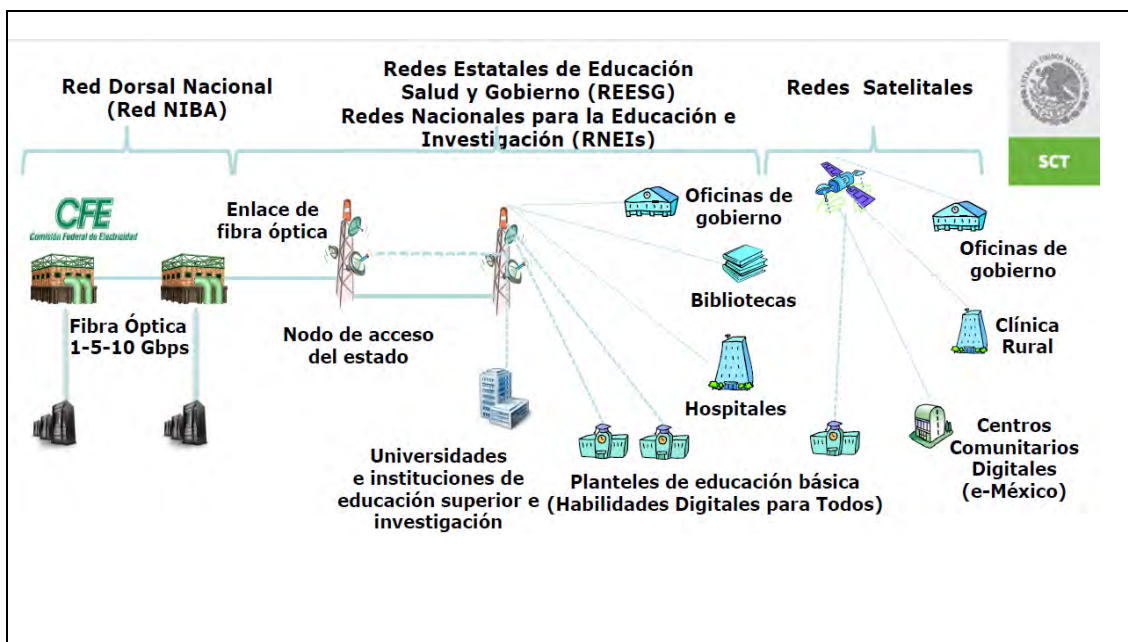 Red Dorsal Nacional
(Red NIBA)
Redes Estatales de Educación
Salud y Gobierno (REESG)
Redes Nacionales para la Educación e
Investigación (RNEIs)
Redes Satelitales
ESTADOS UNIDOS MEXICANOS
SCT
CFE
Comisión Federal de Electricidad
Fibra Óptica
1-5-10 Gbps
Enlace de
fibra óptica
Nodo de acceso
del estado
Universidades
e instituciones de
educación superior e
investigación
Oficinas de
gobierno
Bibliotecas
Hospitales
Planteles de educación básica
(Habilidades Digitales para Todos)
Oficinas de
gobierno
Clínica
Rural
Centros
Comunitarios
Digitales
(e-México)